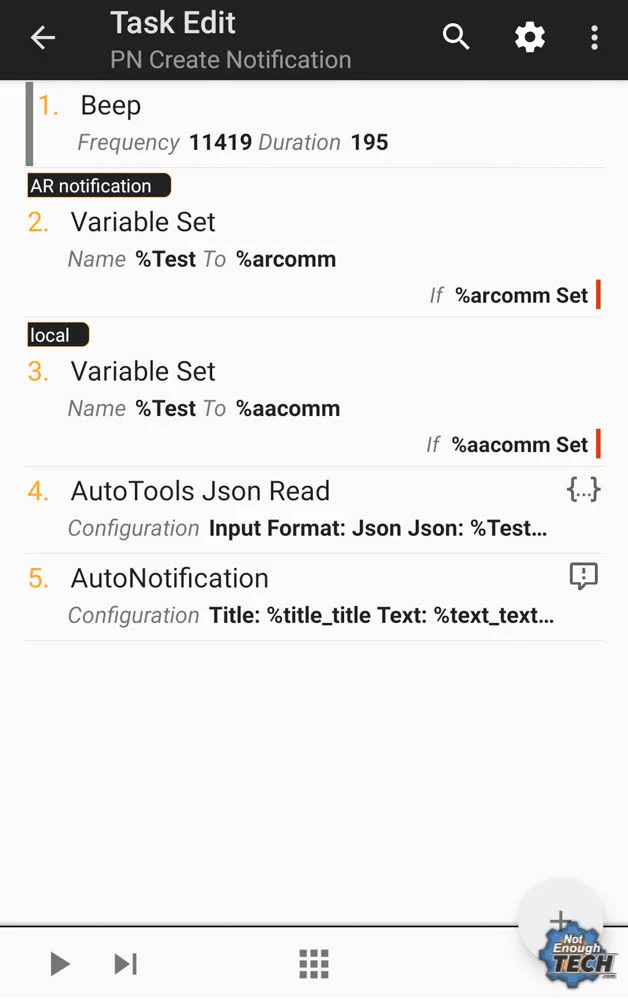 Task Edit
PN Create Notification
1. Beep
Frequency 11419 Duration 195
AR notification
2. Variable Set
Name %Test To %arcomm
If %arcomm Set
local
3. Variable Set
Name %Test To %aacomm
If %aacomm Set
4. AutoTools Json Read
{...}
Configuration Input Format: Json Json: %Test...
5. AutoNotification
Configuration Title: %title_title Text: %text_text...
Not
Enough
TECH
.com